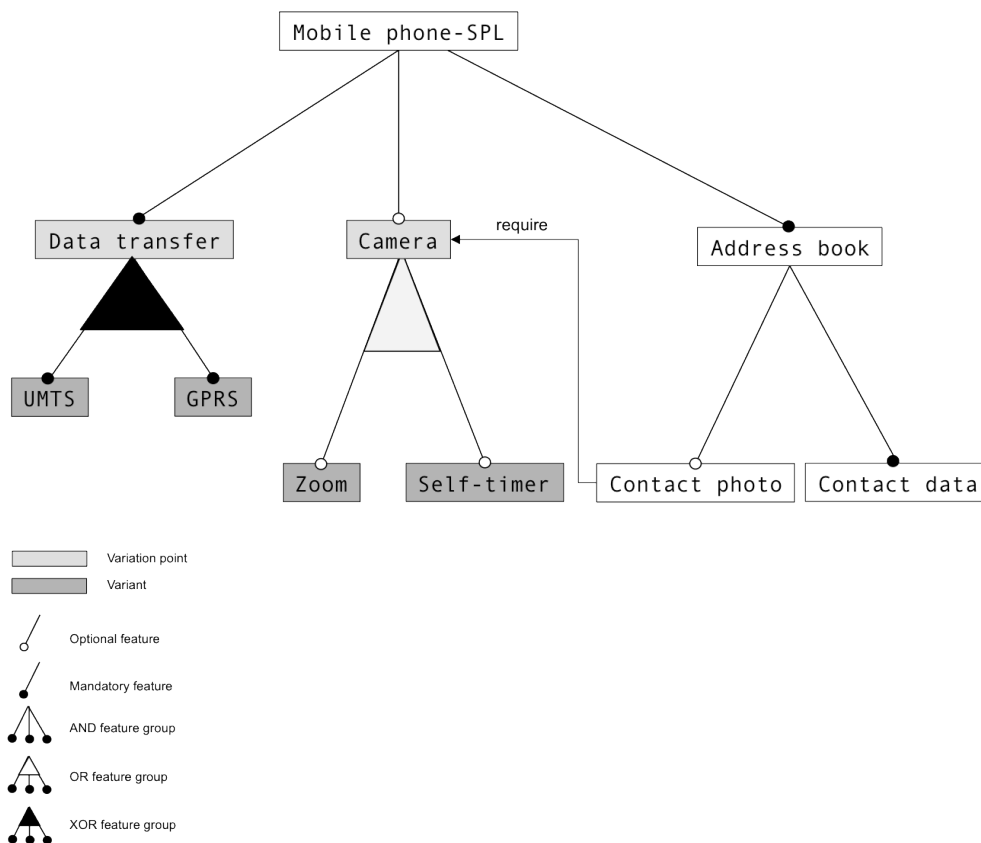 Mobile phone-SPL
Data transfer
Camera
require
Address book
UMTS
GPRS
Zoom
Self-timer
Contact photo
Contact data
Variation point
Variant
Optional feature
Mandatory feature
AND feature group
OR feature group
XOR feature group